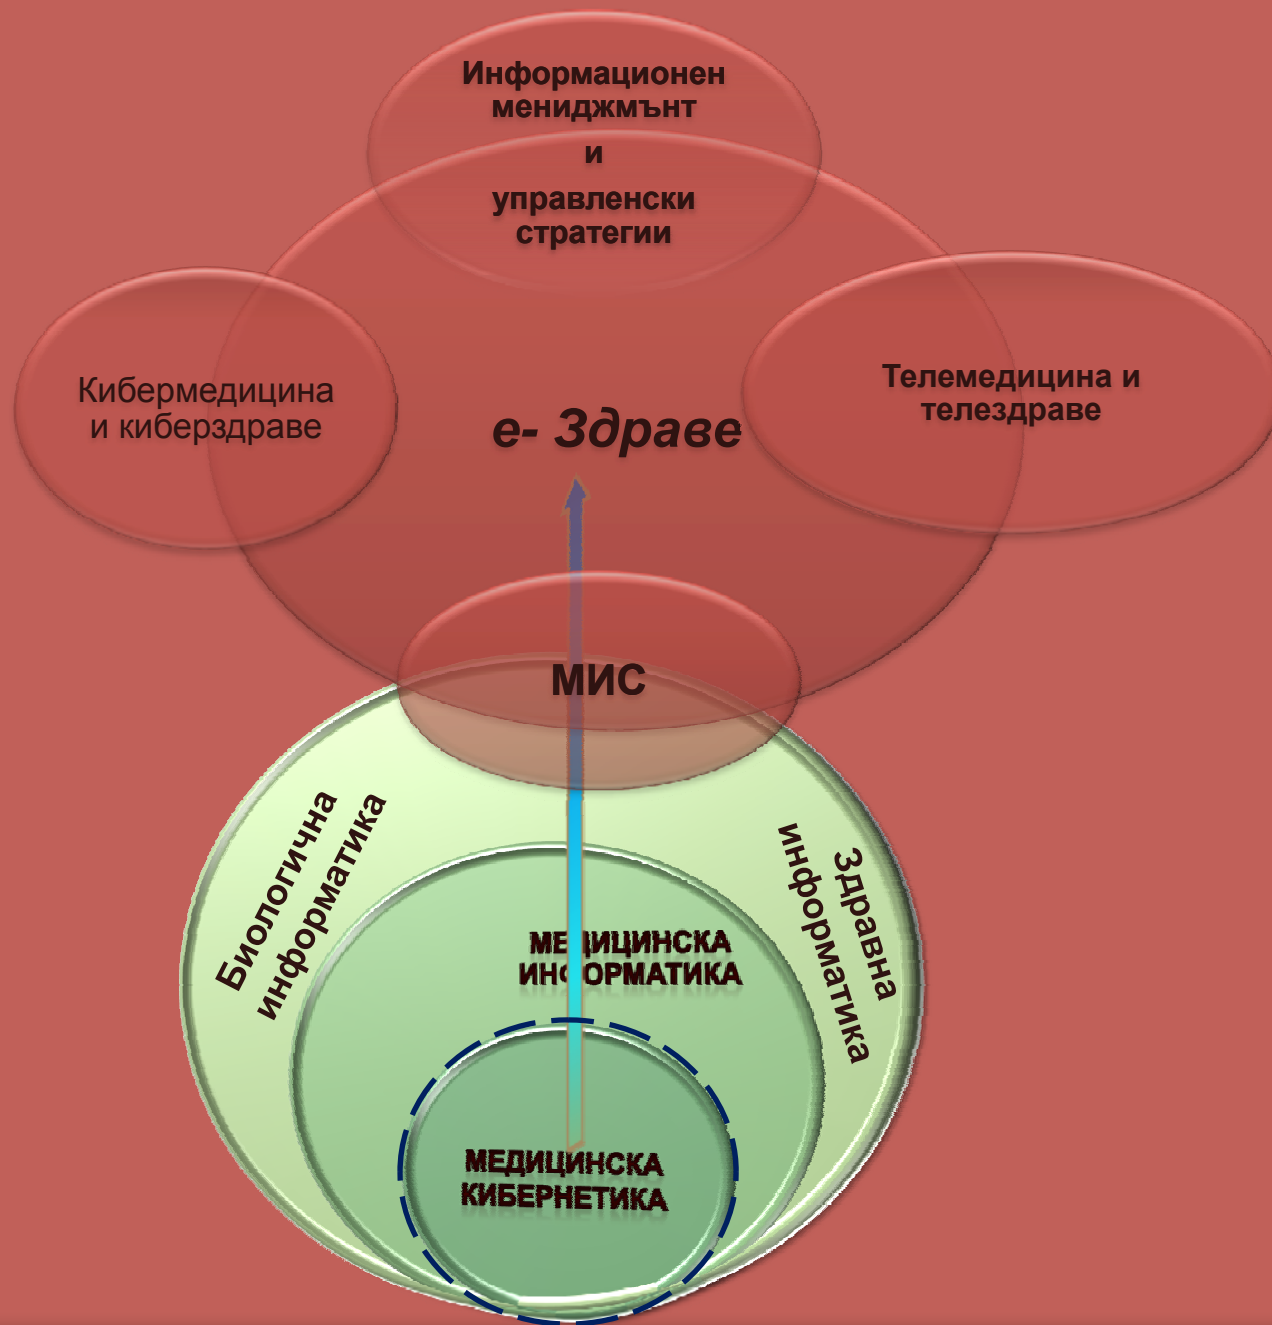 Информационен
мениджмънт
и
управленски
стратегии
Кибермедицина
и киберздраве
Телемедицина и
телездраве
е- Здраве
МИС
Биологична
информатика
Здравна
информатика
МЕДИЦИНСКА
ИНФОРМАТИКА
МЕДИЦИНСКА
КИБЕРНЕТИКА